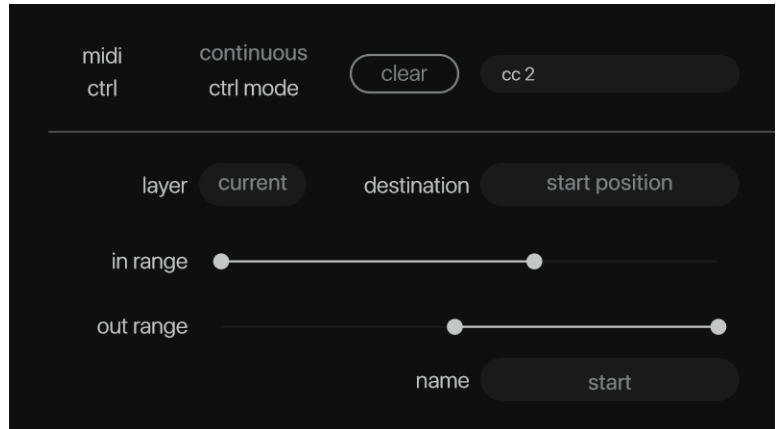 midi continuous clear cc 2
ctrl ctrl mode
layer current destination start position
in range
out range
name start